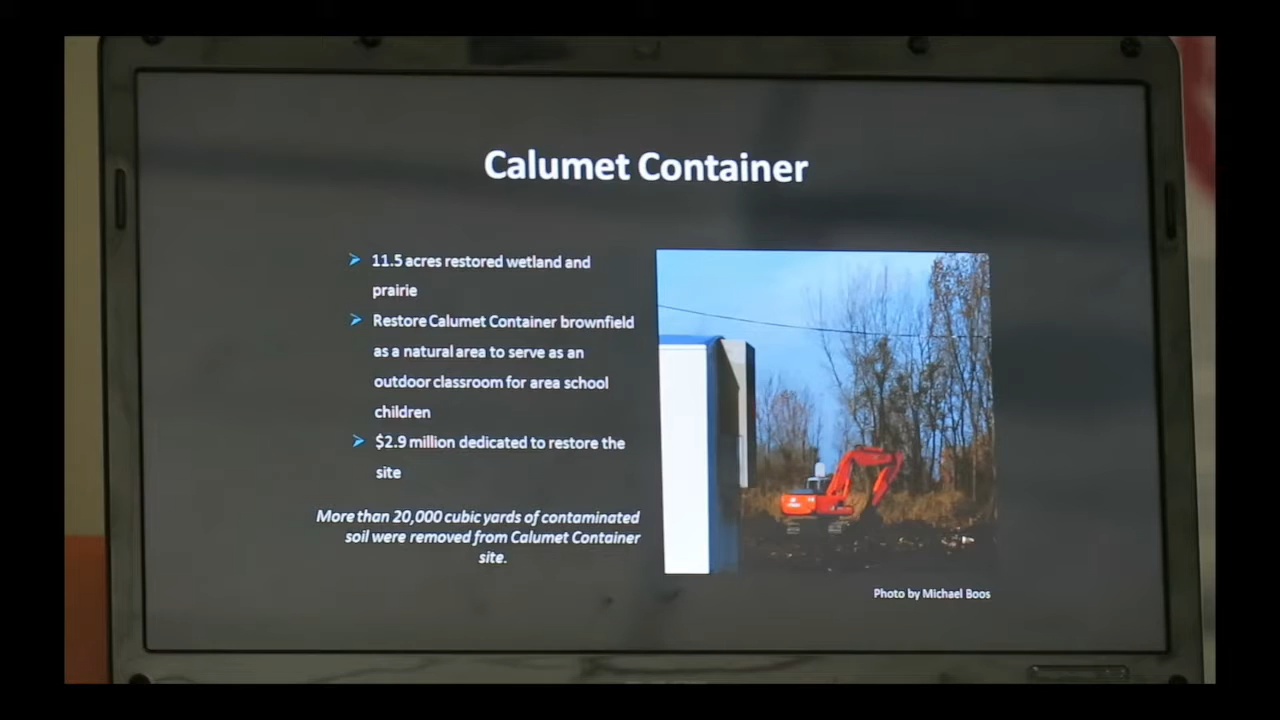 Calumet Container
11.5 acres restored wetland and
prairie
Restore Calumet Container brownfield
as a natural area to serve as an
outdoor classroom for area school
children
$2.9 million dedicated to restore the
site
More than 20,000 cubic yards of contaminated
soil were removed from Calumet Container
site.
Photo by Michael Boos